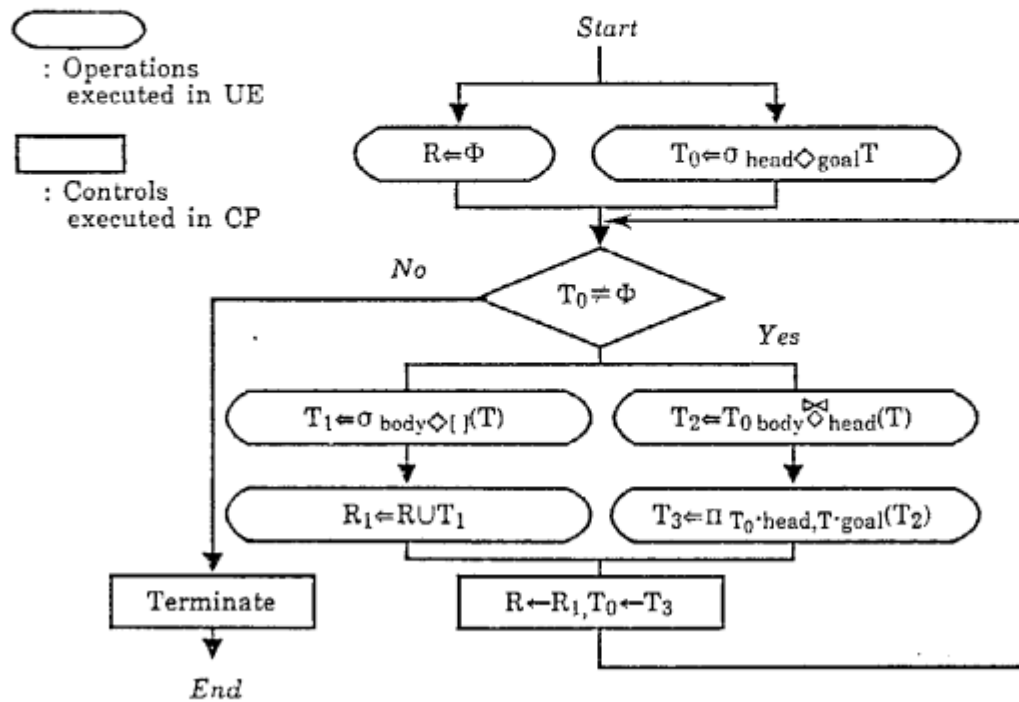 Start
: Operations
executed in UE
: Controls
executed in CP
R⇐Φ
T₀⇐σ head◇goal T
No
T₀≠Φ
Yes
T₁⇐σ body◇[ ](T)
T₂⇐T₀ body⋈◇head(T)
R₁⇐R∪T₁
T₃⇐Π T₀·head,T·goal(T₂)
Terminate
R←R₁,T₀←T₃
End